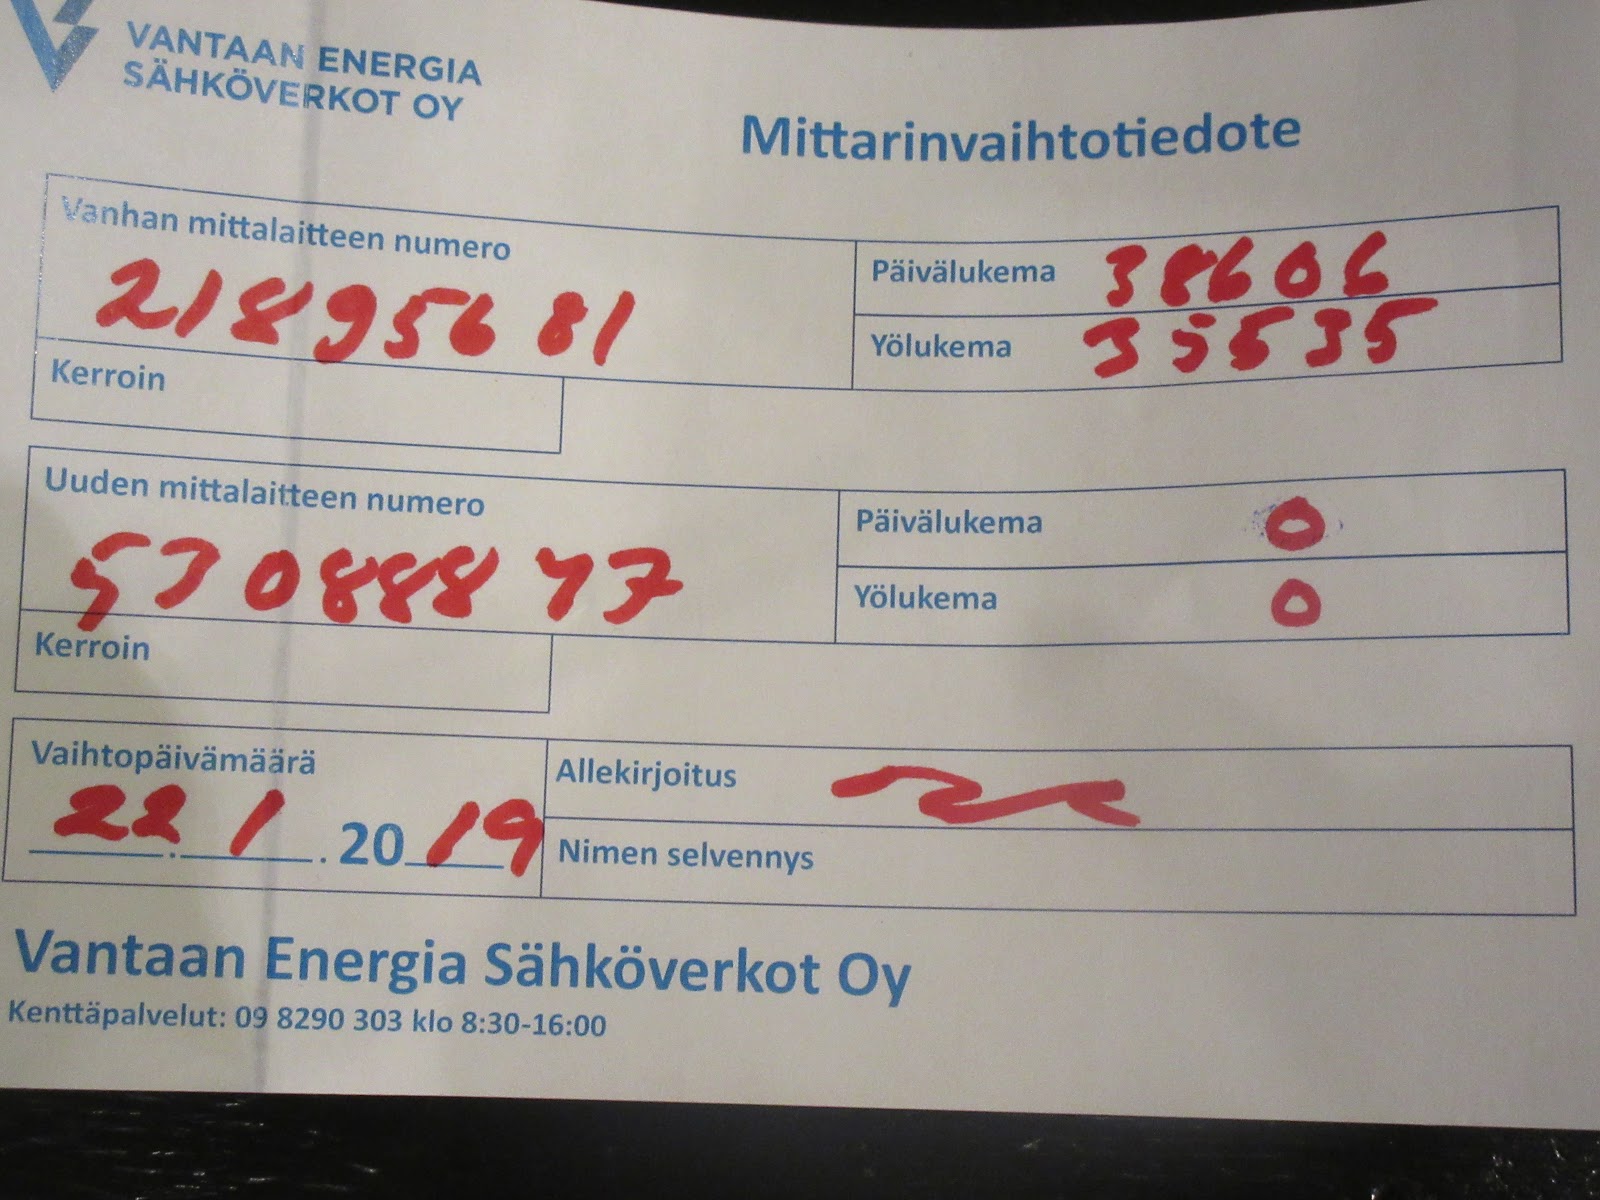 VANTAAN ENERGIA
SÄHKÖVERKOT OY
Mittarinvaihtotiedote
Vanhan mittalaitteen numero
21895681
Päivälukema 38606
Yölukema 35535
Kerroin
Uuden mittalaitteen numero
Päivälukema 0
Yölukema 0
Kerroin
Vaihtopäivämäärä
22.1.2019
Allekirjoitus
Nimen selvennys
Vantaan Energia Sähköverkot Oy
Kenttäpalvelut: 09 8290 303 klo 8:30-16:00